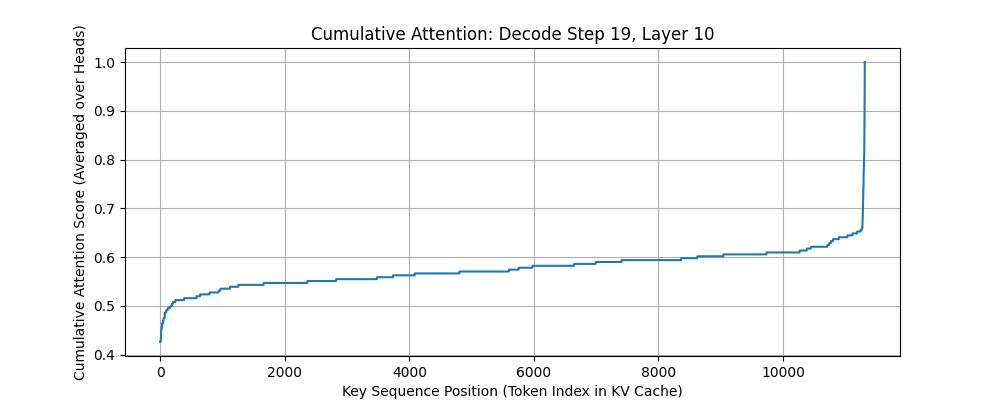 Cumulative Attention: Decode Step 19, Layer 10
Cumulative Attention Score (Averaged over Heads)
1.0
0.9
0.8
0.7
0.6
0.5
0.4
0 2000 4000 6000 8000 10000
Key Sequence Position (Token Index in KV Cache)